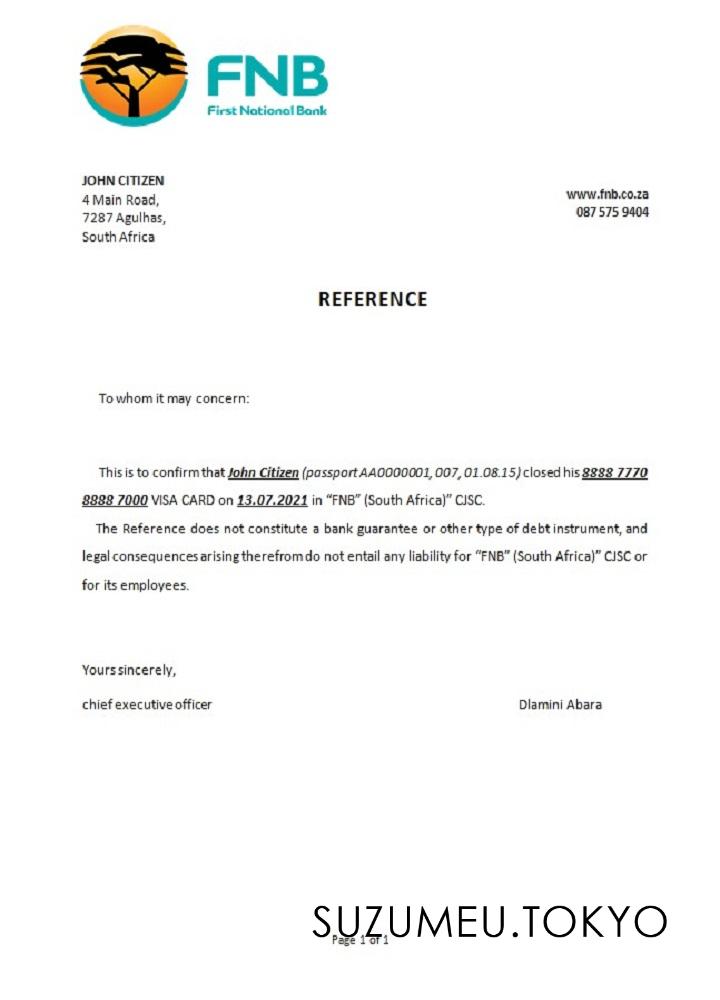 FNB
First National Bank
JOHN CITIZEN
4 Main Road,
7287 Agulhas,
South Africa
www.fnb.co.za
087 575 9404
REFERENCE
To whom it may concern:
This is to confirm that John Citizen (passport AA0000001, 007, 01.08.15) closed his 8888 7770
8888 7000 VISA CARD on 13.07.2021 in “FNB” (South Africa)” CJSC.
The Reference does not constitute a bank guarantee or other type of debt instrument, and
legal consequences arising therefrom do not entail any liability for “FNB” (South Africa)” CJSC or
for its employees.
Yours sincerely,
chief executive officer
Dlamini Abara
SUZUMEU.TOKYO
Page 1 of 1